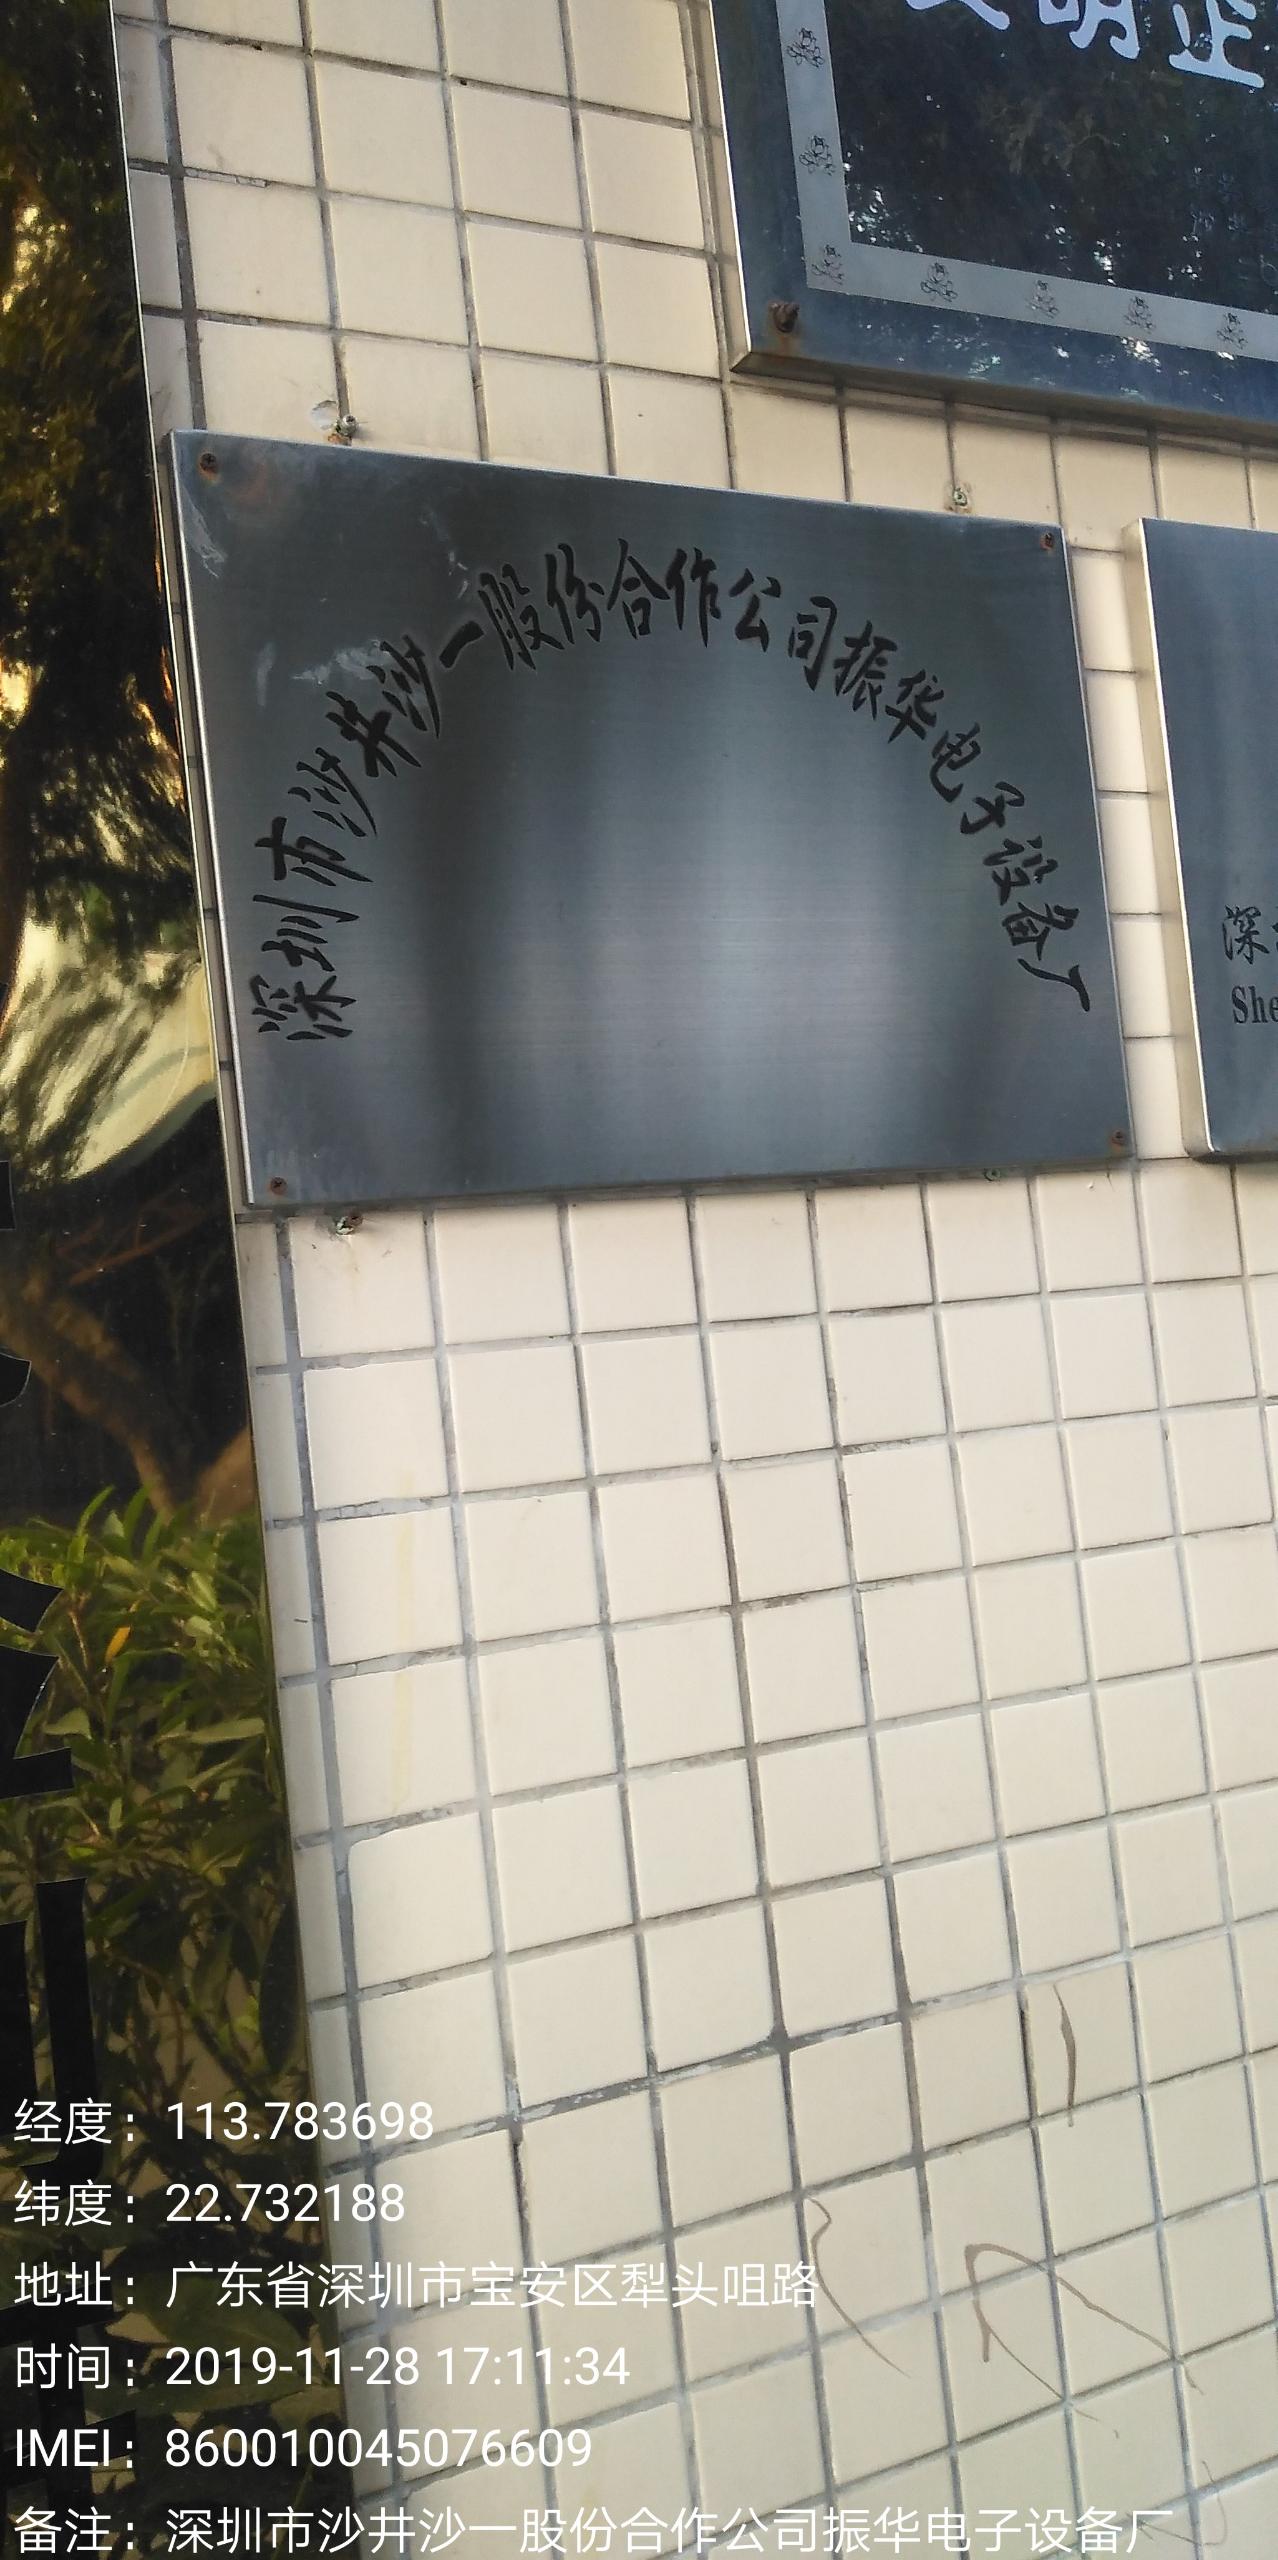 明正
深圳市沙井沙一股份合作公司振华电子设备厂
深
She
经度：113.783698
纬度：22.732188
地址：广东省深圳市宝安区犁头咀路
时间：2019-11-28 17:11:34
IMEI：860010045076609
备注：深圳市沙井沙一股份合作公司振华电子设备厂